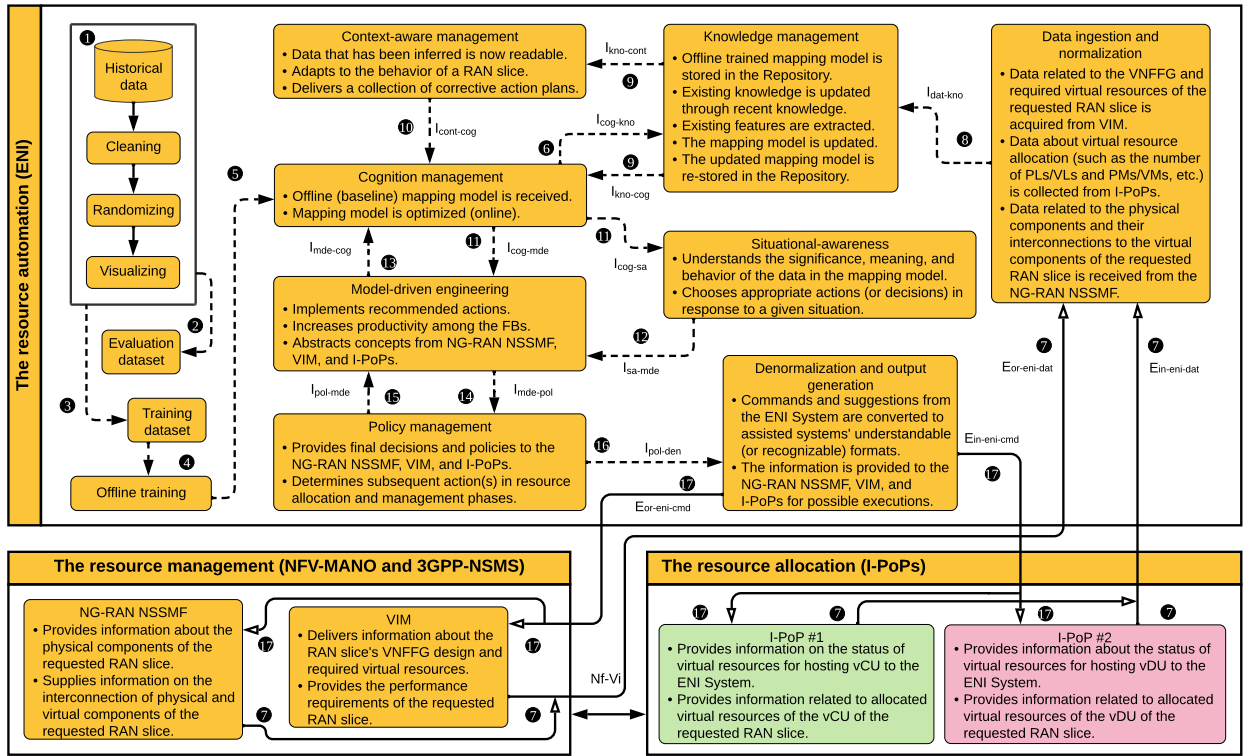 The resource automation (ENI)
1
Historical
data
Cleaning
Randomizing
Visualizing
2
Evaluation
dataset
3
Training
dataset
4
Offline training
5
Context-aware management
• Data that has been inferred is now readable.
• Adapts to the behavior of a RAN slice.
• Delivers a collection of corrective action plans.
10
Icont-cog
Ikno-cont
9
Icog-kno
6
9
Ikno-cog
Cognition management
• Offline (baseline) mapping model is received.
• Mapping model is optimized (online).
Imde-cog
13
11
Icog-mde
11
Icog-sa
Model-driven engineering
• Implements recommended actions.
• Increases productivity among the FBs.
• Abstracts concepts from NG-RAN NSSMF,
VIM, and I-PoPs.
12
Isa-mde
Ipol-mde
15
14
Imde-pol
Policy management
• Provides final decisions and policies to the
NG-RAN NSSMF, VIM, and I-PoPs.
• Determines subsequent action(s) in resource
allocation and management phases.
16
Ipol-den
17
Eor-eni-cmd
Knowledge management
• Offline trained mapping model is
stored in the Repository.
• Existing knowledge is updated
through recent knowledge.
• Existing features are extracted.
• The mapping model is updated.
• The updated mapping model is
re-stored in the Repository.
Idat-kno
8
Situational-awareness
• Understands the significance, meaning, and
behavior of the data in the mapping model.
• Chooses appropriate actions (or decisions) in
response to a given situation.
Denormalization and output
generation
• Commands and suggestions from
the ENI System are converted to
assisted systems' understandable
(or recognizable) formats.
• The information is provided to the
NG-RAN NSSMF, VIM, and
I-PoPs for possible executions.
Ein-eni-cmd
17
Data ingestion and
normalization
• Data related to the VNFFG and
required virtual resources of the
requested RAN slice is
acquired from VIM.
• Data about virtual resource
allocation (such as the number
of PLs/VLs and PMs/VMs, etc.)
is collected from I-PoPs.
• Data related to the physical
components and their
interconnections to the virtual
components of the requested
RAN slice is received from the
NG-RAN NSSMF.
7
Eor-eni-dat
7
Ein-eni-dat
The resource management (NFV-MANO and 3GPP-NSMS)
NG-RAN NSSMF
• Provides information about the
physical components of the
requested RAN slice.
• Supplies information on the
interconnection of physical and
virtual components of the
requested RAN slice.
17
7
VIM
• Delivers information about the
RAN slice's VNFFG design and
required virtual resources.
• Provides the performance
requirements of the requested
RAN slice.
17
7
Nf-Vi
The resource allocation (I-PoPs)
17
7
17
7
I-PoP #1
• Provides information on the status of
virtual resources for hosting vCU to the
ENI System.
• Provides information related to allocated
virtual resources of the vCU of the
requested RAN slice.
I-PoP #2
• Provides information about the status of
virtual resources for hosting vDU to the
ENI System.
• Provides information related to allocated
virtual resources of the vDU of the
requested RAN slice.